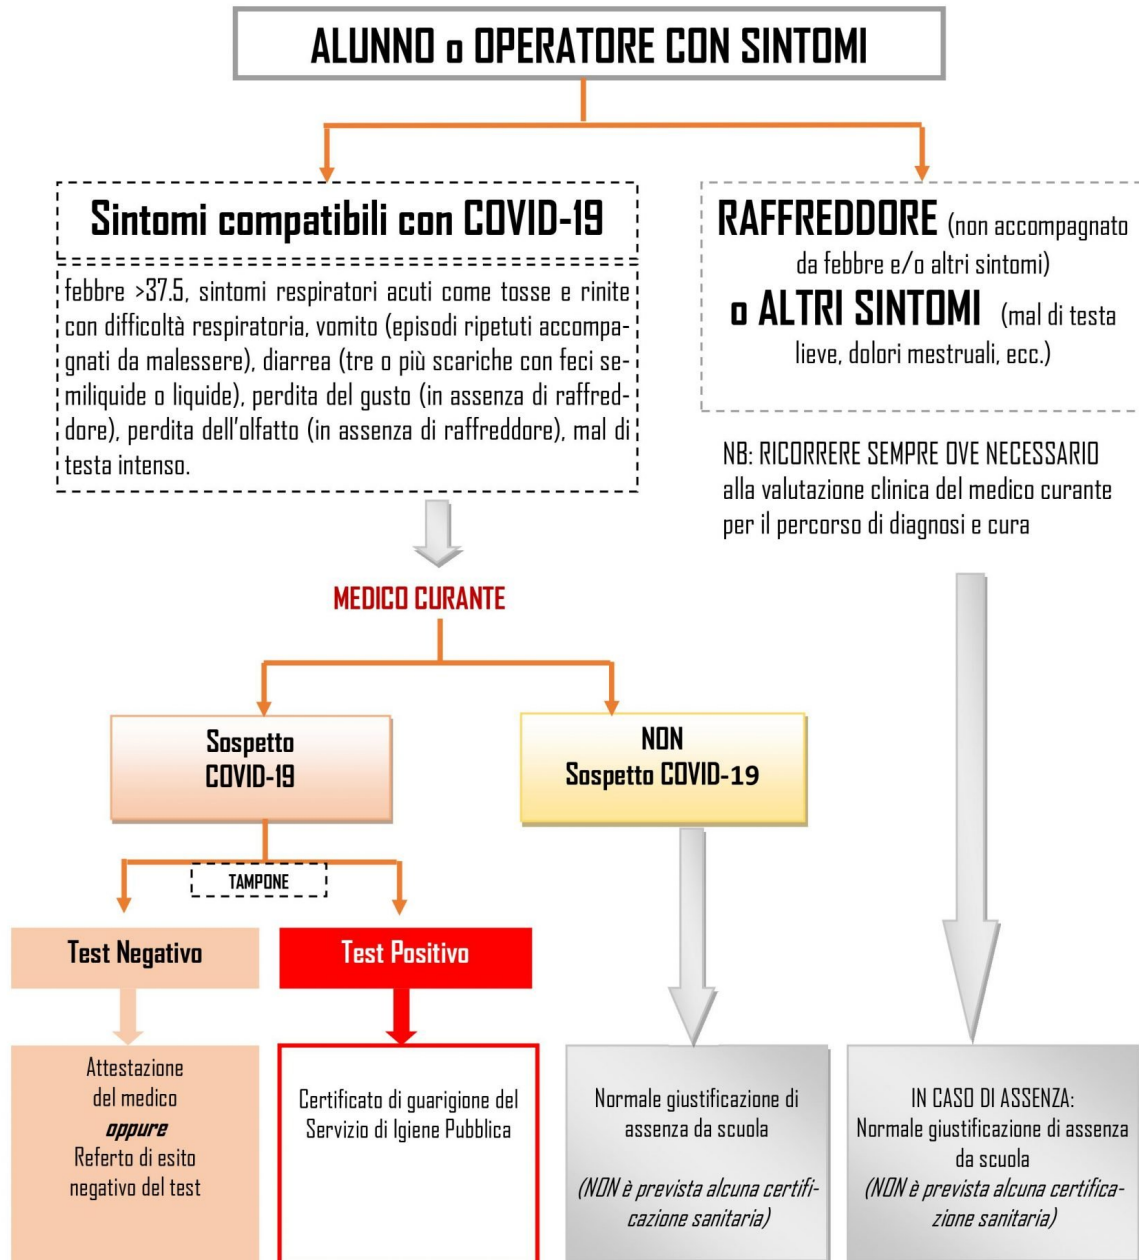 ALUNNO o OPERATORE CON SINTOMI
Sintomi compatibili con COVID-19
febbre >37.5, sintomi respiratori acuti come tosse e rinite
con difficoltà respiratoria, vomito (episodi ripetuti accompa-
gnati da malessere), diarrea (tre o più scariche con feci se-
miliquide o liquide), perdita del gusto (in assenza di raffred-
dore), perdita dell'olfatto (in assenza di raffreddore), mal di
testa intenso.
RAFFREDDORE (non accompagnato
da febbre e/o altri sintomi)
o ALTRI SINTOMI (mal di testa
lieve, dolori mestruali, ecc.)
NB: RICORRERE SEMPRE OVE NECESSARIO
alla valutazione clinica del medico curante
per il percorso di diagnosi e cura
MEDICO CURANTE
Sospetto
COVID-19
NON
Sospetto COVID-19
TAMPONE
Test Negativo
Test Positivo
Attestazione
del medico
oppure
Referto di esito
negativo del test
Certificato di guarigione del
Servizio di Igiene Pubblica
Normale giustificazione di
assenza da scuola
(NON è prevista alcuna certifi-
cazione sanitaria)
IN CASO DI ASSENZA:
Normale giustificazione di assenza
da scuola
(NON è prevista alcuna certifica-
zione sanitaria)